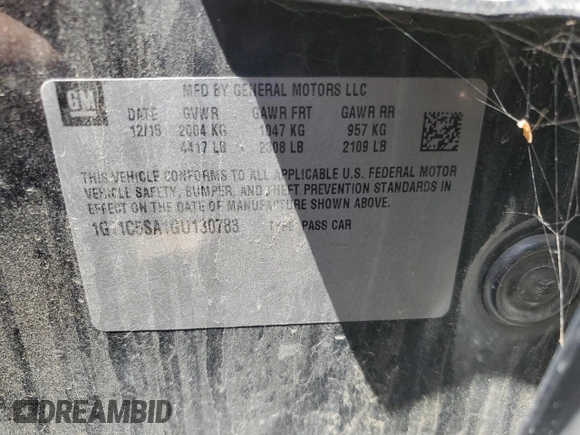 GM
MFD BY GENERAL MOTORS LLC
DATE GVWR GAWR FRT GAWR RR
12/15 2004 KG 1047 KG 957 KG
4417 LB 2308 LB 2109 LB
THIS VEHICLE CONFORMS TO ALL APPLICABLE U.S. FEDERAL MOTOR
VEHICLE SAFETY, BUMPER, AND THEFT PREVENTION STANDARDS IN
EFFECT ON THE DATE OF MANUFACTURE SHOWN ABOVE.
TYPE: PASS CAR
DREAMBID